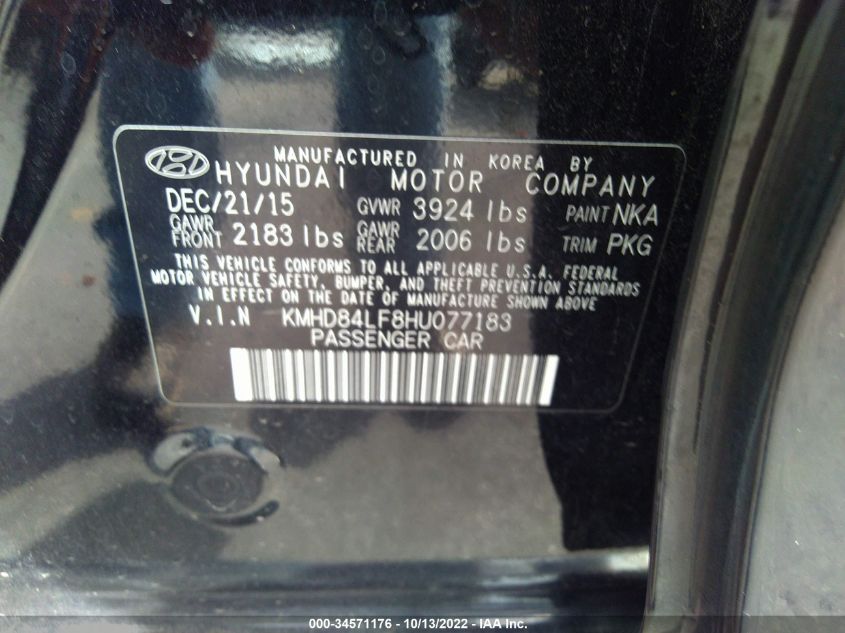 MANUFACTURED IN KOREA BY
HYUNDAI MOTOR COMPANY
DEC/21/15 GVWR 3924 lbs PAINT NKA
GAWR FRONT 2183 lbs GAWR REAR 2006 lbs TRIM PKG
THIS VEHICLE CONFORMS TO ALL APPLICABLE U.S.A. FEDERAL
MOTOR VEHICLE SAFETY, BUMPER, AND THEFT PREVENTION STANDARDS
IN EFFECT ON THE DATE OF MANUFACTURE SHOWN ABOVE
V.I.N KMHD84LF8HU077183
PASSENGER CAR
000-34571176 - 10/13/2022 - IAA Inc.